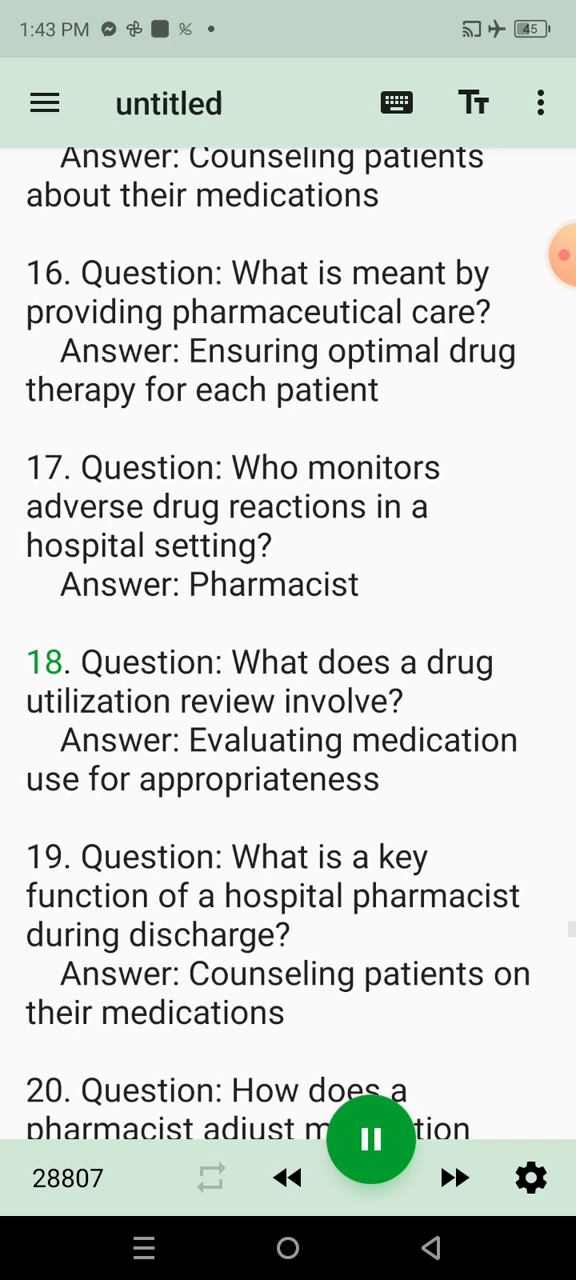 1:43 PM
45
untitled
Answer: Counseling patients
about their medications
16. Question: What is meant by
providing pharmaceutical care?
Answer: Ensuring optimal drug
therapy for each patient
17. Question: Who monitors
adverse drug reactions in a
hospital setting?
Answer: Pharmacist
18. Question: What does a drug
utilization review involve?
Answer: Evaluating medication
use for appropriateness
19. Question: What is a key
function of a hospital pharmacist
during discharge?
Answer: Counseling patients on
their medications
20. Question: How does a
pharmacist adjust
28807